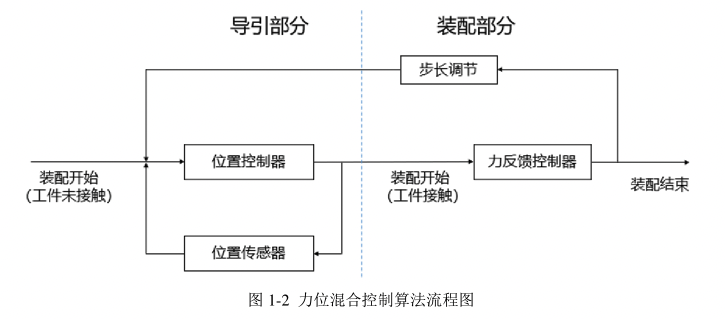 导引部分
装配部分
步长调节
位置控制器
力反馈控制器
装配开始
(工件未接触)
装配开始
(工件接触)
装配结束
位置传感器
图 1-2 力位混合控制算法流程图